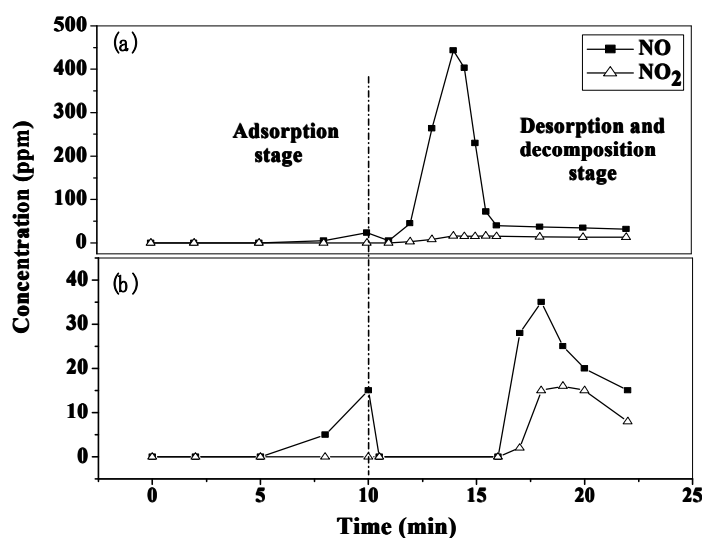 (a)
NO
NO2
Adsorption
stage
Desorption and
decomposition
stage
500
400
300
200
100
0
Concentration (ppm)
(b)
40
30
20
10
0
0 5 10 15 20 25
Time (min)